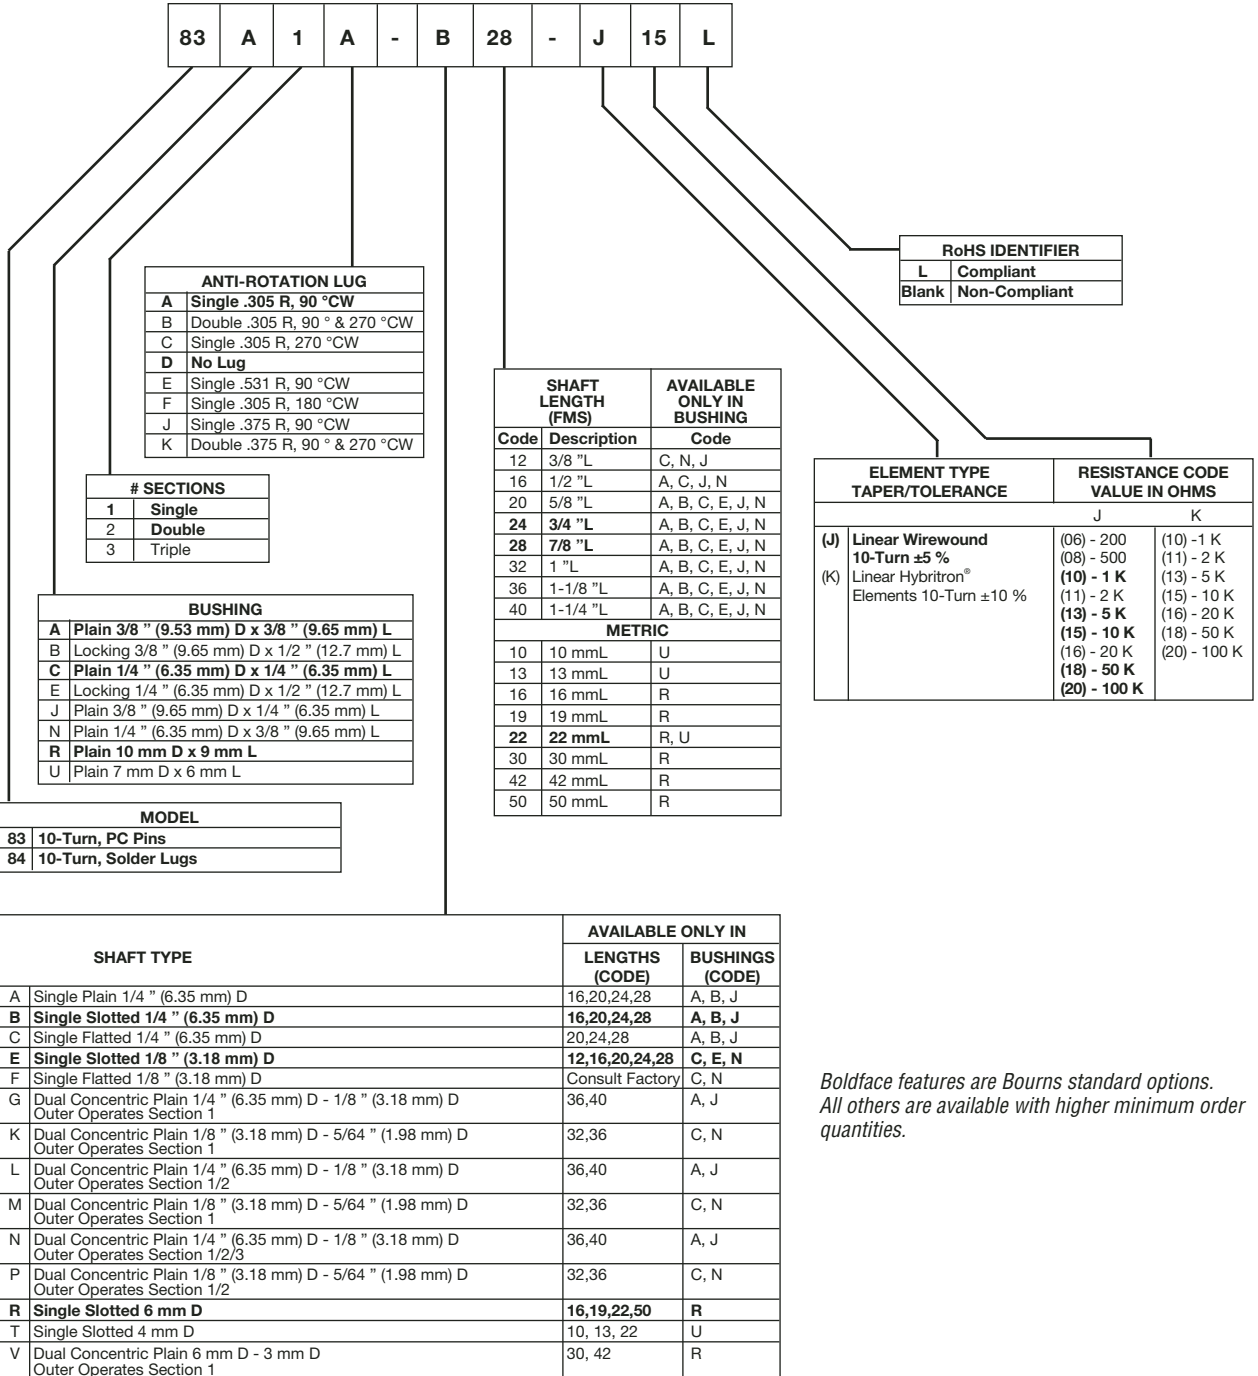 83 A 1 A - B 28 - J 15 L
RoHS IDENTIFIER
L Compliant
Blank Non-Compliant
ANTI-ROTATION LUG
A Single .305 R, 90 °CW
B Double .305 R, 90 ° & 270 °CW
C Single .305 R, 270 °CW
D No Lug
E Single .531 R, 90 °CW
F Single .305 R, 180 °CW
J Single .375 R, 90 °CW
K Double .375 R, 90 ° & 270 °CW
# SECTIONS
1 Single
2 Double
3 Triple
BUSHING
A Plain 3/8 ” (9.53 mm) D x 3/8 ” (9.65 mm) L
B Locking 3/8 ” (9.65 mm) D x 1/2 ” (12.7 mm) L
C Plain 1/4 ” (6.35 mm) D x 1/4 ” (6.35 mm) L
E Locking 1/4 ” (6.35 mm) D x 1/2 ” (12.7 mm) L
J Plain 3/8 ” (9.65 mm) D x 1/4 ” (6.35 mm) L
N Plain 1/4 ” (6.35 mm) D x 3/8 ” (9.65 mm) L
R Plain 10 mm D x 9 mm L
U Plain 7 mm D x 6 mm L
MODEL
83 10-Turn, PC Pins
84 10-Turn, Solder Lugs
SHAFT AVAILABLE
LENGTH ONLY IN
(FMS) BUSHING
Code Description Code
12 3/8 ”L C, N, J
16 1/2 ”L A, C, J, N
20 5/8 ”L A, B, C, E, J, N
24 3/4 ”L A, B, C, E, J, N
28 7/8 ”L A, B, C, E, J, N
32 1 ”L A, B, C, E, J, N
36 1-1/8 ”L A, B, C, E, J, N
40 1-1/4 ”L A, B, C, E, J, N
METRIC
10 10 mmL U
13 13 mmL U
16 16 mmL R
19 19 mmL R
22 22 mmL R, U
30 30 mmL R
42 42 mmL R
50 50 mmL R
ELEMENT TYPE RESISTANCE CODE
TAPER/TOLERANCE VALUE IN OHMS
J K
(J) Linear Wirewound (06) - 200 (10) -1 K
10-Turn ±5 % (08) - 500 (11) - 2 K
(K) Linear Hybritron® (10) - 1 K (13) - 5 K
Elements 10-Turn ±10 % (11) - 2 K (15) - 10 K
(13) - 5 K (16) - 20 K
(15) - 10 K (18) - 50 K
(16) - 20 K (20) - 100 K
(18) - 50 K
(20) - 100 K
AVAILABLE ONLY IN
SHAFT TYPE LENGTHS BUSHINGS
(CODE) (CODE)
A Single Plain 1/4 ” (6.35 mm) D 16,20,24,28 A, B, J
B Single Slotted 1/4 ” (6.35 mm) D 16,20,24,28 A, B, J
C Single Flatted 1/4 ” (6.35 mm) D 20,24,28 A, B, J
E Single Slotted 1/8 ” (3.18 mm) D 12,16,20,24,28 C, E, N
F Single Flatted 1/8 ” (3.18 mm) D Consult Factory C, N
G Dual Concentric Plain 1/4 ” (6.35 mm) D - 1/8 ” (3.18 mm) D 36,40 A, J
Outer Operates Section 1
K Dual Concentric Plain 1/8 ” (3.18 mm) D - 5/64 ” (1.98 mm) D 32,36 C, N
Outer Operates Section 1
L Dual Concentric Plain 1/4 ” (6.35 mm) D - 1/8 ” (3.18 mm) D 36,40 A, J
Outer Operates Section 1/2
M Dual Concentric Plain 1/8 ” (3.18 mm) D - 5/64 ” (1.98 mm) D 32,36 C, N
Outer Operates Section 1
N Dual Concentric Plain 1/4 ” (6.35 mm) D - 1/8 ” (3.18 mm) D 36,40 A, J
Outer Operates Section 1/2/3
P Dual Concentric Plain 1/8 ” (3.18 mm) D - 5/64 ” (1.98 mm) D 32,36 C, N
Outer Operates Section 1/2
R Single Slotted 6 mm D 16,19,22,50 R
T Single Slotted 4 mm D 10, 13, 22 U
V Dual Concentric Plain 6 mm D - 3 mm D 30, 42 R
Outer Operates Section 1
Boldface features are Bourns standard options.
All others are available with higher minimum order
quantities.